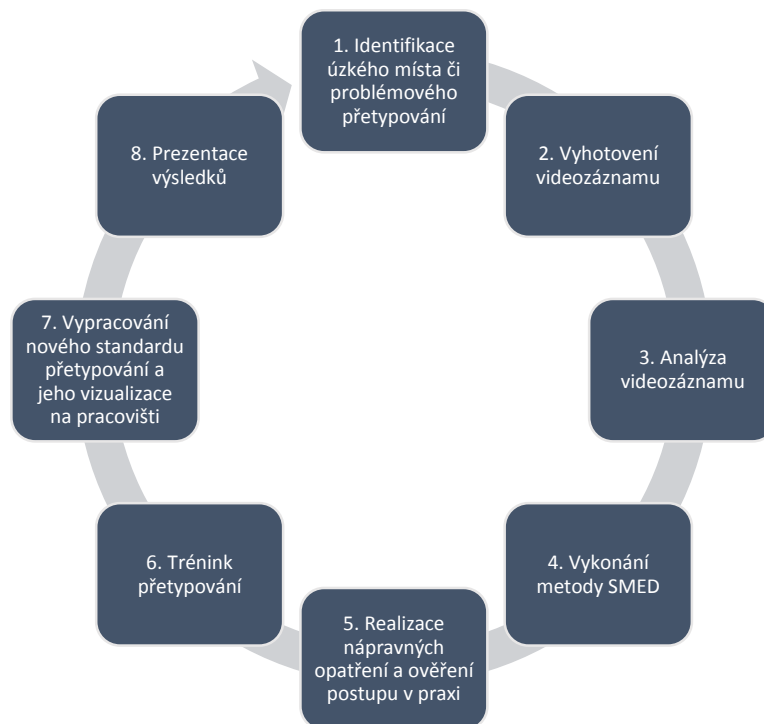 1. Identifikace
úzkého místa či
problémového
přetypování
2. Vyhotovení
videozáznamu
3. Analýza
videozáznamu
4. Vykonání
metody SMED
5. Realizace
nápravných
opatření a ověření
postupu v praxi
6. Trénink
přetypování
7. Vypracování
nového standardu
přetypování a
jeho vizualizace
na pracovišti
8. Prezentace
výsledků